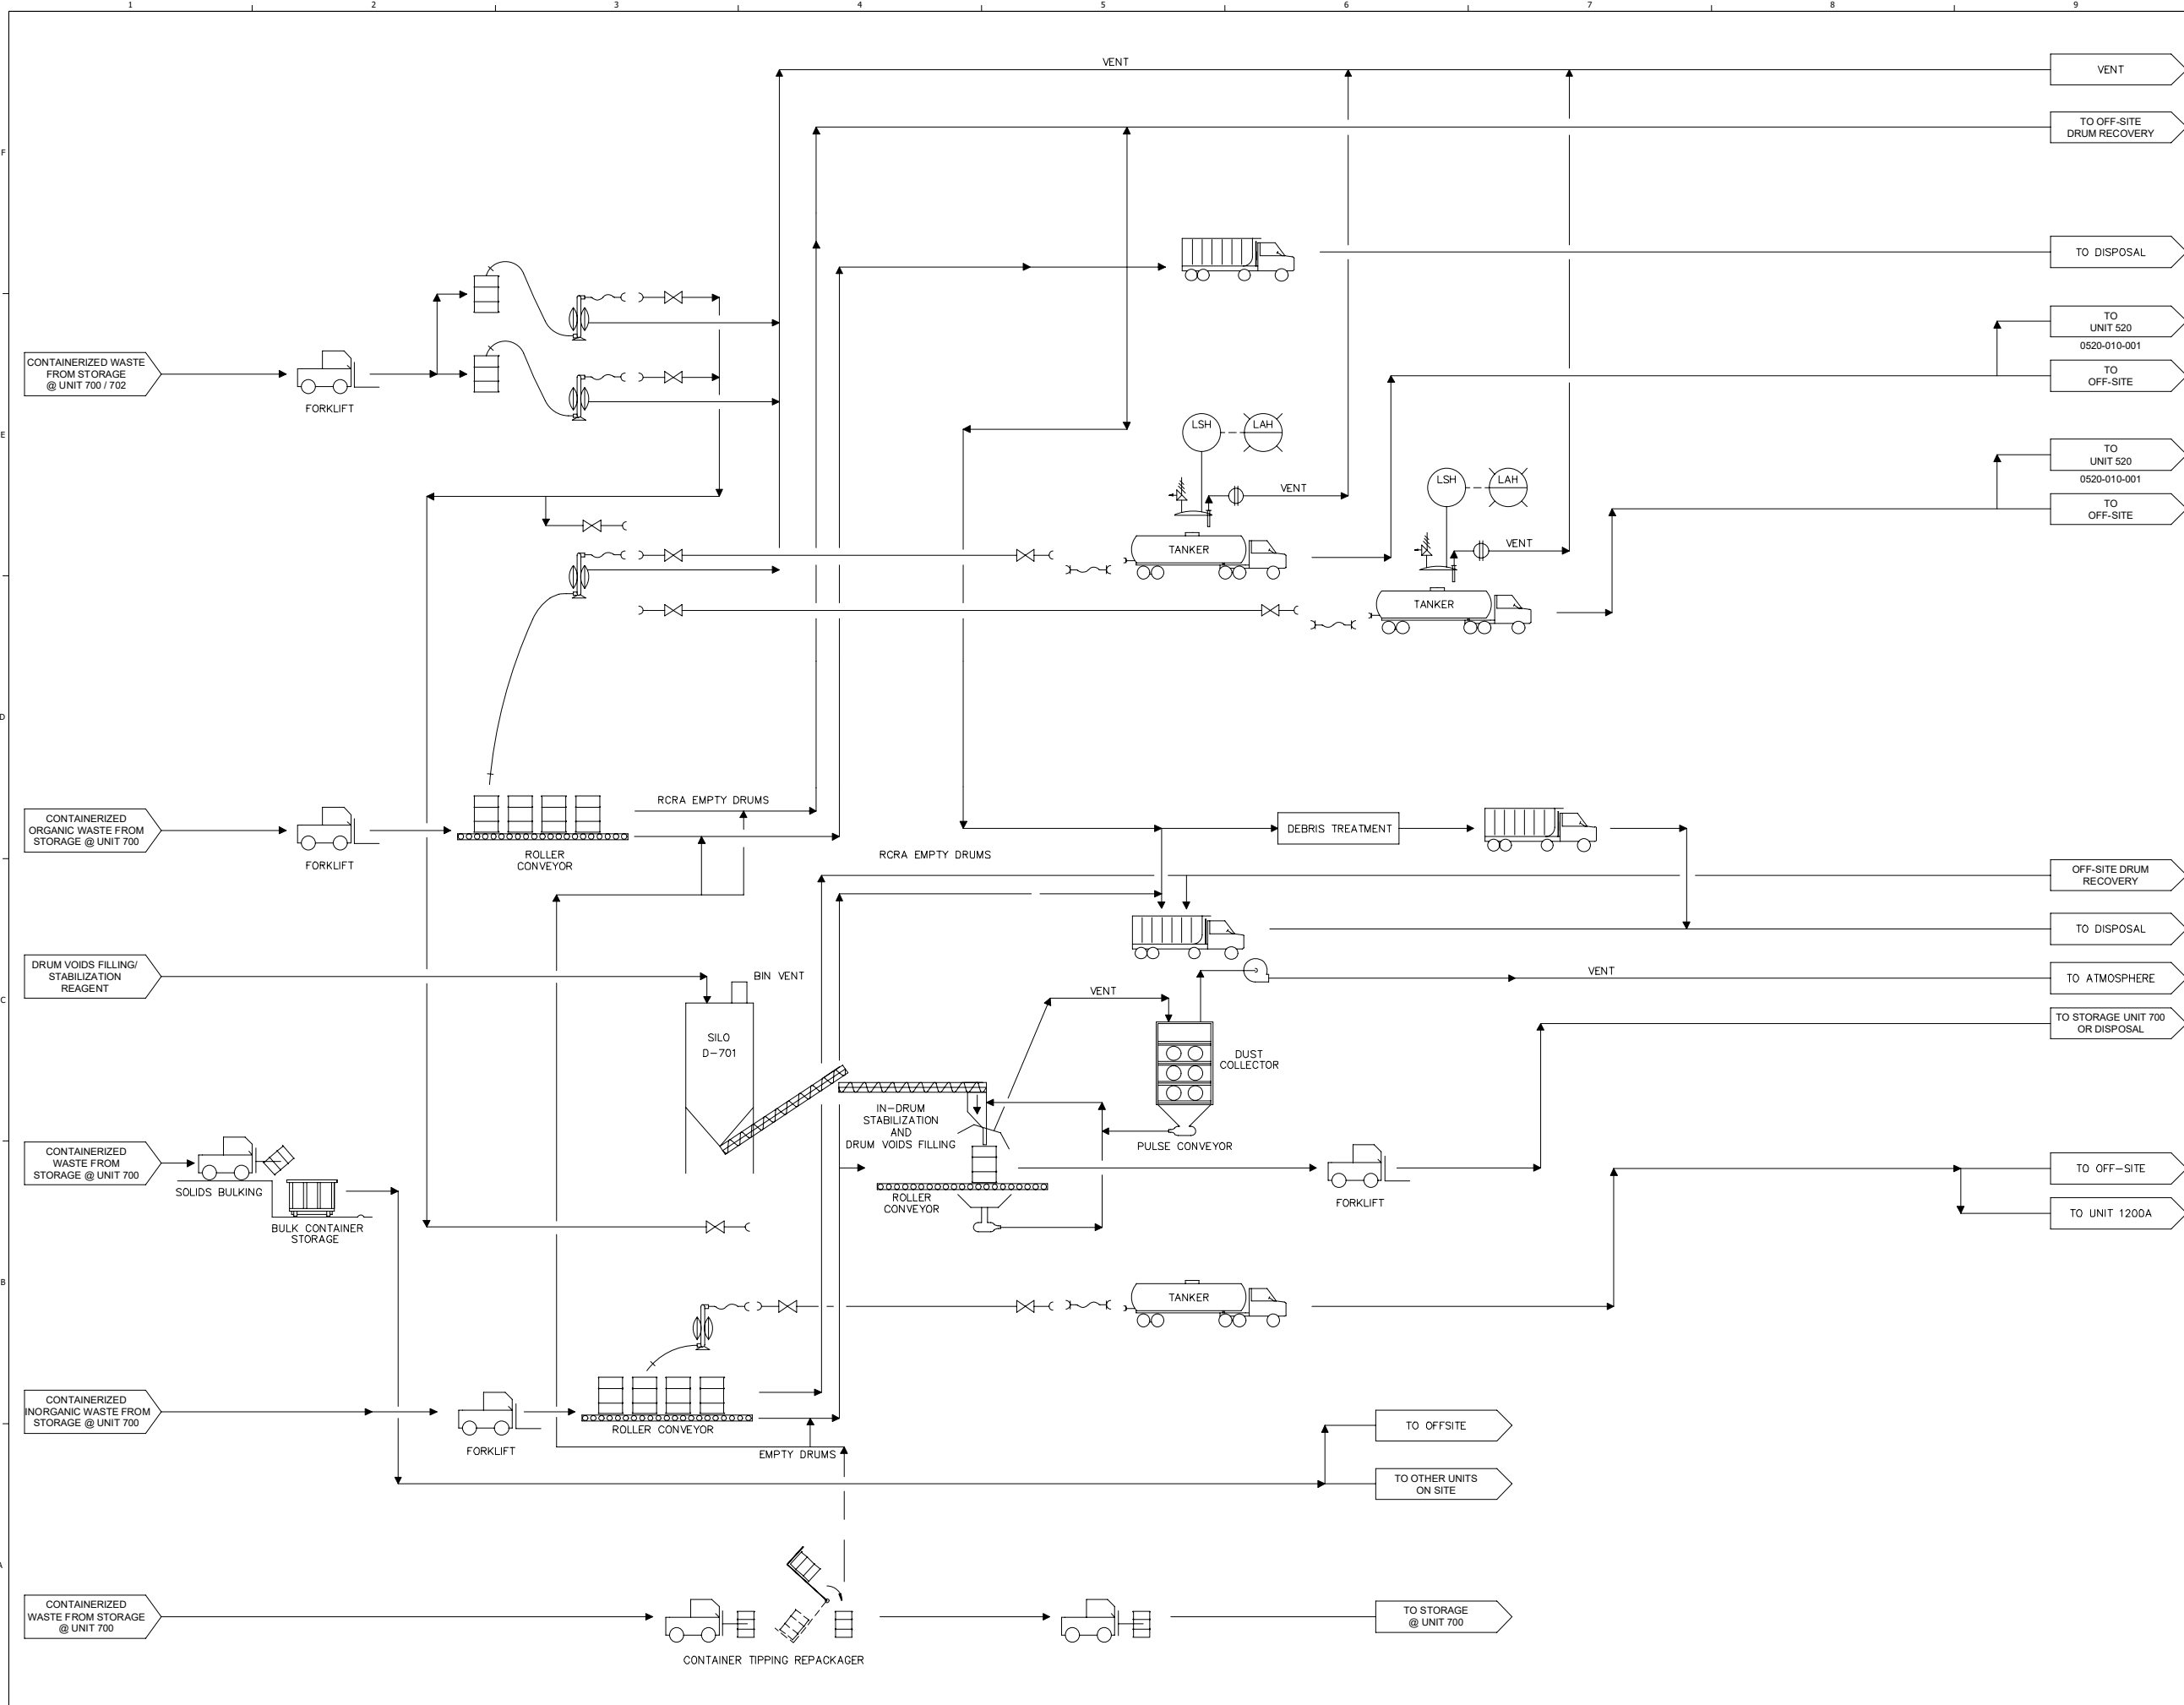 1 2 3 4 5 6 7 8 9
VENT
VENT
F
TO OFF-SITE
DRUM RECOVERY
TO DISPOSAL
TO
UNIT 520
0520-010-001
CONTAINERIZED WASTE
FROM STORAGE
@ UNIT 700 / 702
FORKLIFT
TO
OFF-SITE
E
LSH
LAH
VENT
TANKER
TO
UNIT 520
0520-010-001
LSH
LAH
VENT
TANKER
TO
OFF-SITE
D
CONTAINERIZED
ORGANIC WASTE FROM
STORAGE @ UNIT 700
FORKLIFT
RCRA EMPTY DRUMS
ROLLER
CONVEYOR
RCRA EMPTY DRUMS
DEBRIS TREATMENT
OFF-SITE DRUM
RECOVERY
TO DISPOSAL
DRUM VOIDS FILLING/
STABILIZATION
REAGENT
BIN VENT
VENT
TO ATMOSPHERE
C
SILO
D-701
VENT
DUST
COLLECTOR
TO STORAGE UNIT 700
OR DISPOSAL
IN-DRUM
STABILIZATION
AND
DRUM VOIDS FILLING
PULSE CONVEYOR
CONTAINERIZED
WASTE FROM
STORAGE @ UNIT 700
SOLIDS BULKING
BULK CONTAINER
STORAGE
ROLLER
CONVEYOR
FORKLIFT
TO OFF-SITE
TO UNIT 1200A
B
TANKER
CONTAINERIZED
INORGANIC WASTE FROM
STORAGE @ UNIT 700
FORKLIFT
ROLLER CONVEYOR
EMPTY DRUMS
TO OFFSITE
TO OTHER UNITS
ON SITE
A
CONTAINERIZED
WASTE FROM STORAGE
@ UNIT 700
CONTAINER TIPPING REPACKAGER
TO STORAGE
@ UNIT 700